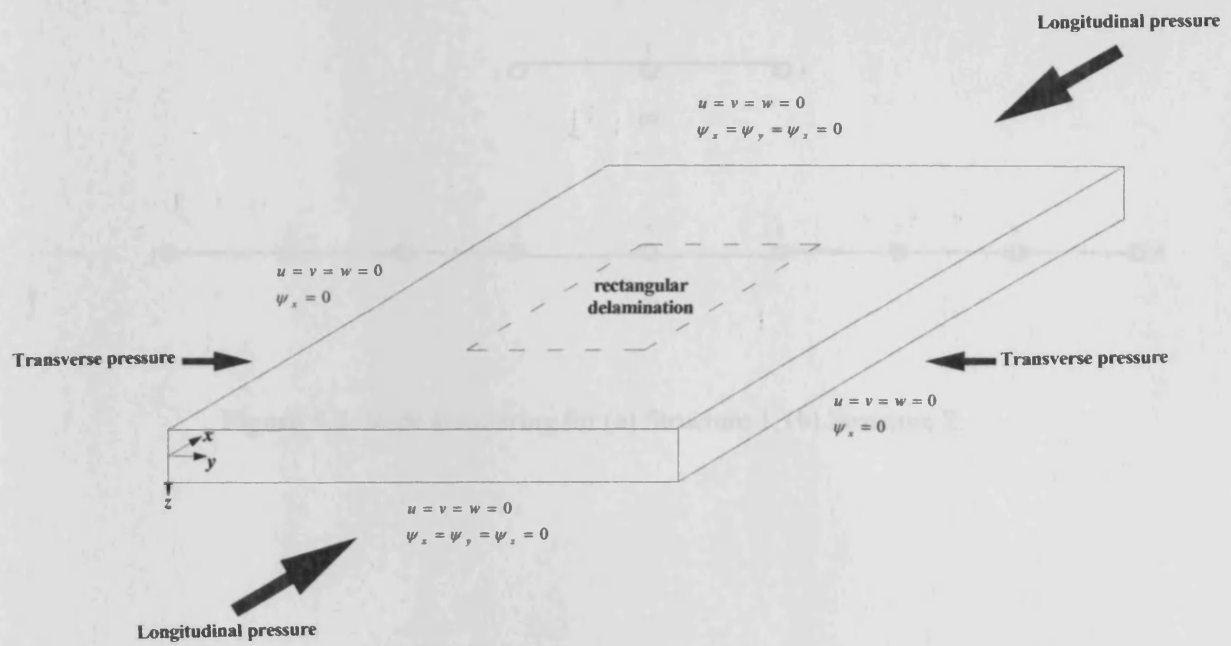 Longitudinal pressure
u = v = w = 0
ψ_x = ψ_y = ψ_z = 0
u = v = w = 0
ψ_x = 0
rectangular
delamination
Transverse pressure
Transverse pressure
u = v = w = 0
ψ_x = 0
x
y
z
u = v = w = 0
ψ_x = ψ_y = ψ_z = 0
Longitudinal pressure